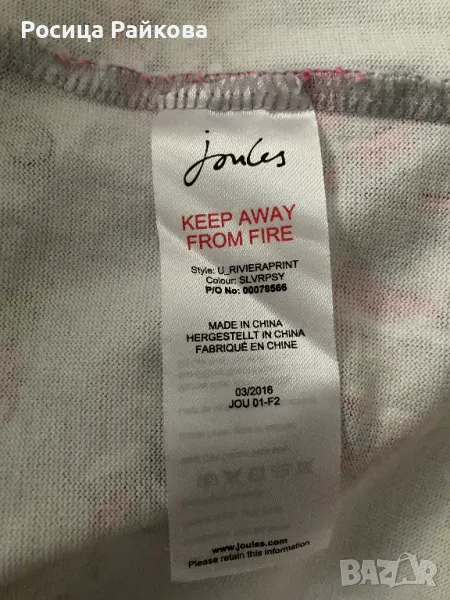 Росица Райкова
Joules
KEEP AWAY
FROM FIRE
Style: U_RIVIERAPRINT
Colour: SLVRPSY
P/O No: 00078566
MADE IN CHINA
HERGESTELLT IN CHINA
FABRIQUÉ EN CHINE
03/2016
JOU 01-F2
www.joules.com
Please retain this information
BAZAR